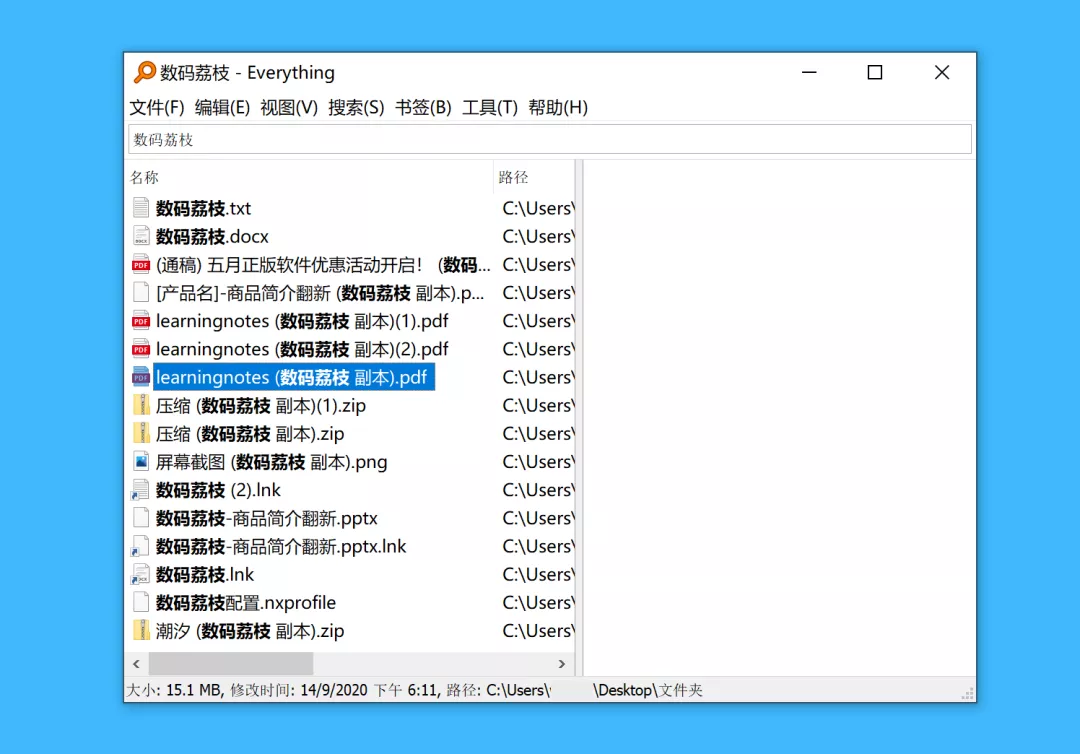 数码荔枝 - Everything
文件(F) 编辑(E) 视图(V) 搜索(S) 书签(B) 工具(T) 帮助(H)
数码荔枝
名称 路径
数码荔枝.txt C:\Users\
数码荔枝.docx C:\Users\
(通稿) 五月正版软件优惠活动开启！ (数码... C:\Users\
[产品名]-商品简介翻新 (数码荔枝 副本).p... C:\Users\
learningnotes (数码荔枝 副本)(1).pdf C:\Users\
learningnotes (数码荔枝 副本)(2).pdf C:\Users\
learningnotes (数码荔枝 副本).pdf C:\Users\
压缩 (数码荔枝 副本)(1).zip C:\Users\
压缩 (数码荔枝 副本).zip C:\Users\
屏幕截图 (数码荔枝 副本).png C:\Users\
数码荔枝 (2).lnk C:\Users\
数码荔枝-商品简介翻新.pptx C:\Users\
数码荔枝-商品简介翻新.pptx.lnk C:\Users\
数码荔枝.lnk C:\Users\
数码荔枝配置.nxprofile C:\Users\
潮汐 (数码荔枝 副本).zip C:\Users\
大小: 15.1 MB, 修改时间: 14/9/2020 下午 6:11, 路径: C:\Users\ \Desktop\文件夹